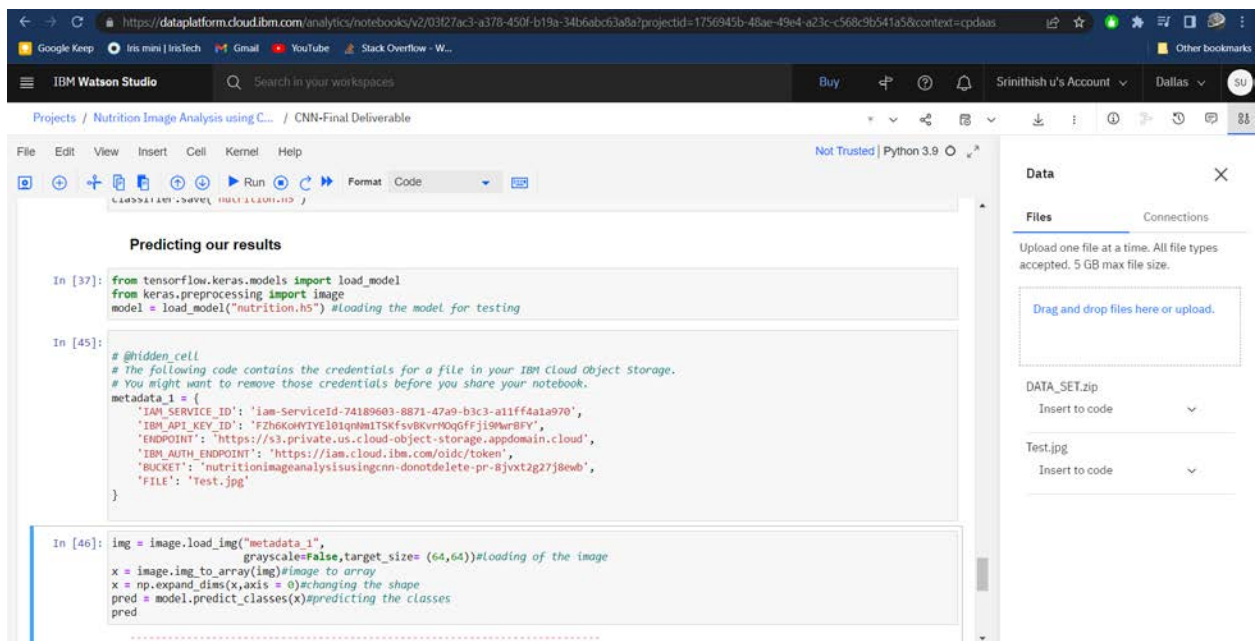 https://dataplatform.cloud.ibm.com/analytics/notebooks/v2/03f27ac3-a378-450f-b19a-34b6abc63a8a?projectid=1756945b-48ae-49e4-a23c-c568c9b541a5&context=cpdaas
Google Keep Iris mini | IrisTech Gmail YouTube Stack Overflow - W... Other bookmarks
IBM Watson Studio Search in your workspaces Buy Srinithish u's Account Dallas SU
Projects / Nutrition Image Analysis using C... / CNN-Final Deliverable
File Edit View Insert Cell Kernel Help Not Trusted | Python 3.9
Run Format Code
classifier.save("nutrition.h5")
Predicting our results
In [37]: from tensorflow.keras.models import load_model
from keras.preprocessing import image
model = load_model("nutrition.h5") #Loading the model for testing
In [45]:
# @hidden_cell
# The following code contains the credentials for a file in your IBM Cloud Object Storage.
# You might want to remove those credentials before you share your notebook.
metadata_1 = {
'IAM_SERVICE_ID': 'iam-ServiceId-74189603-8871-47a9-b3c3-a11ff4a1a970',
'IBM_API_KEY_ID': 'FZh6KoHYIYEl01qnNm1TSKfsvBKvrMOqGfFji9MwrBFY',
'ENDPOINT': 'https://s3.private.us.cloud-object-storage.appdomain.cloud',
'IBM_AUTH_ENDPOINT': 'https://iam.cloud.ibm.com/oidc/token',
'BUCKET': 'nutritionimageanalysisusingcnn-donotdelete-pr-8jvxt2g27j8ewb',
'FILE': 'Test.jpg'
}
In [46]: img = image.load_img("metadata_1",
grayscale=False,target_size= (64,64))#Loading of the image
x = image.img_to_array(img)#image to array
x = np.expand_dims(x,axis = 0)#changing the shape
pred = model.predict_classes(x)#predicting the classes
pred
---------------------------------------------------------------------------
Data
Files Connections
Upload one file at a time. All file types
accepted. 5 GB max file size.
Drag and drop files here or upload.
DATA_SET.zip
Insert to code
Test.jpg
Insert to code